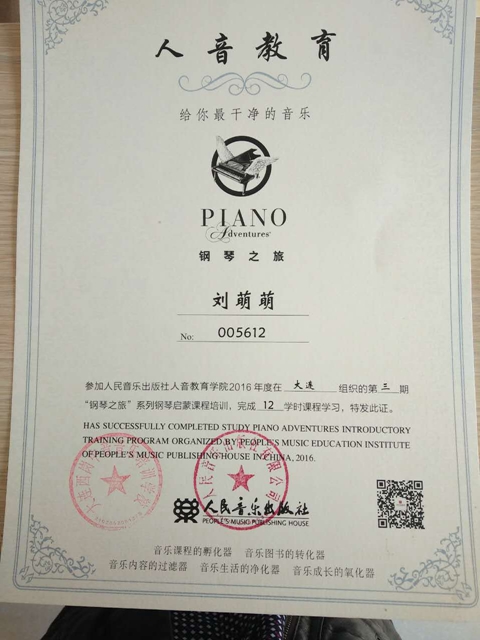 人音教育
给你最干净的音乐
PIANO
Adventures®
钢琴之旅
刘萌萌
No: 005612
参加人民音乐出版社人音教育学院2016年度在 大连 组织的第 三 期
“钢琴之旅”系列钢琴启蒙课程培训，完成 12 学时课程学习，特发此证。
HAS SUCCESSFULLY COMPLETED STUDY PIANO ADVENTURES INTRODUCTORY
TRAINING PROGRAM ORGANIZED BY PEOPLE'S MUSIC EDUCATION INSTITUTE
OF PEOPLE'S MUSIC PUBLISHING HOUSE IN CHINA, 2016.
人民音乐出版社
PEOPLE'S MUSIC PUBLISHING HOUSE
音乐课程的孵化器 音乐图书的转化器
音乐内容的过滤器 音乐生活的净化器 音乐成长的氧化器